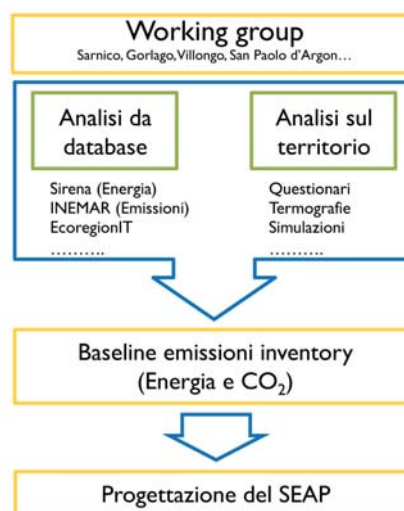 Working group
Sarnico, Gorlago, Villongo, San Paolo d'Argon...
Analisi da
database
Sirena (Energia)
INEMAR (Emissioni)
EcoregionIT
..........
Analisi sul
territorio
Questionari
Termografie
Simulazioni
..........
Baseline emissioni inventory
(Energia e CO₂)
Progettazione del SEAP